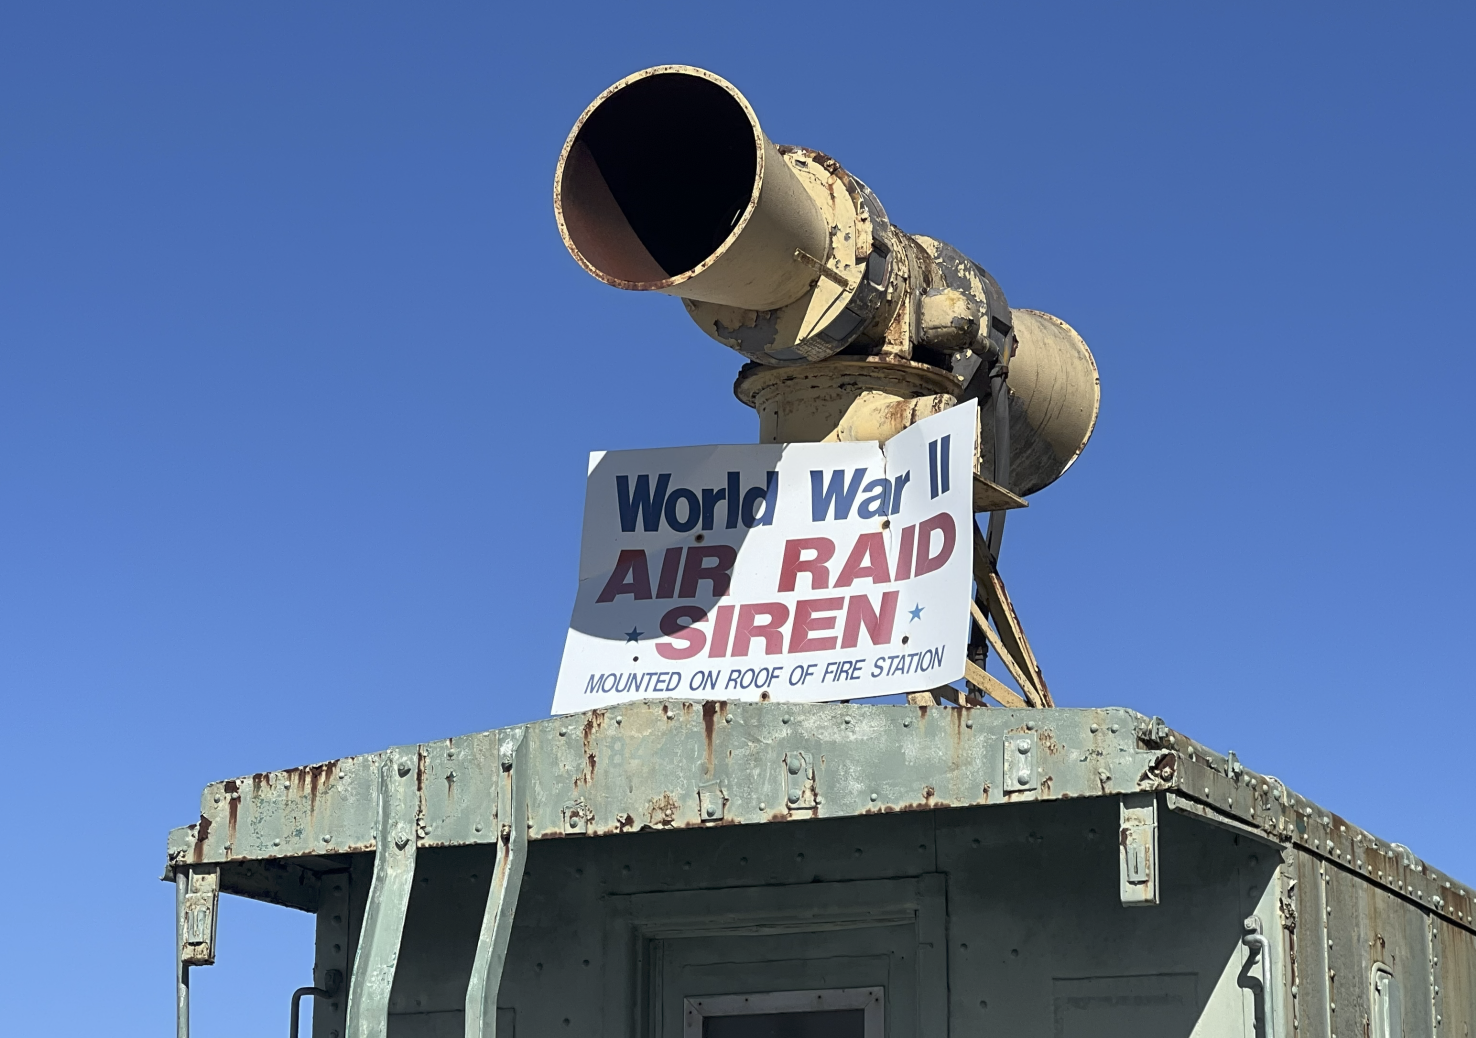 World War II
AIR RAID
SIREN
MOUNTED ON ROOF OF FIRE STATION